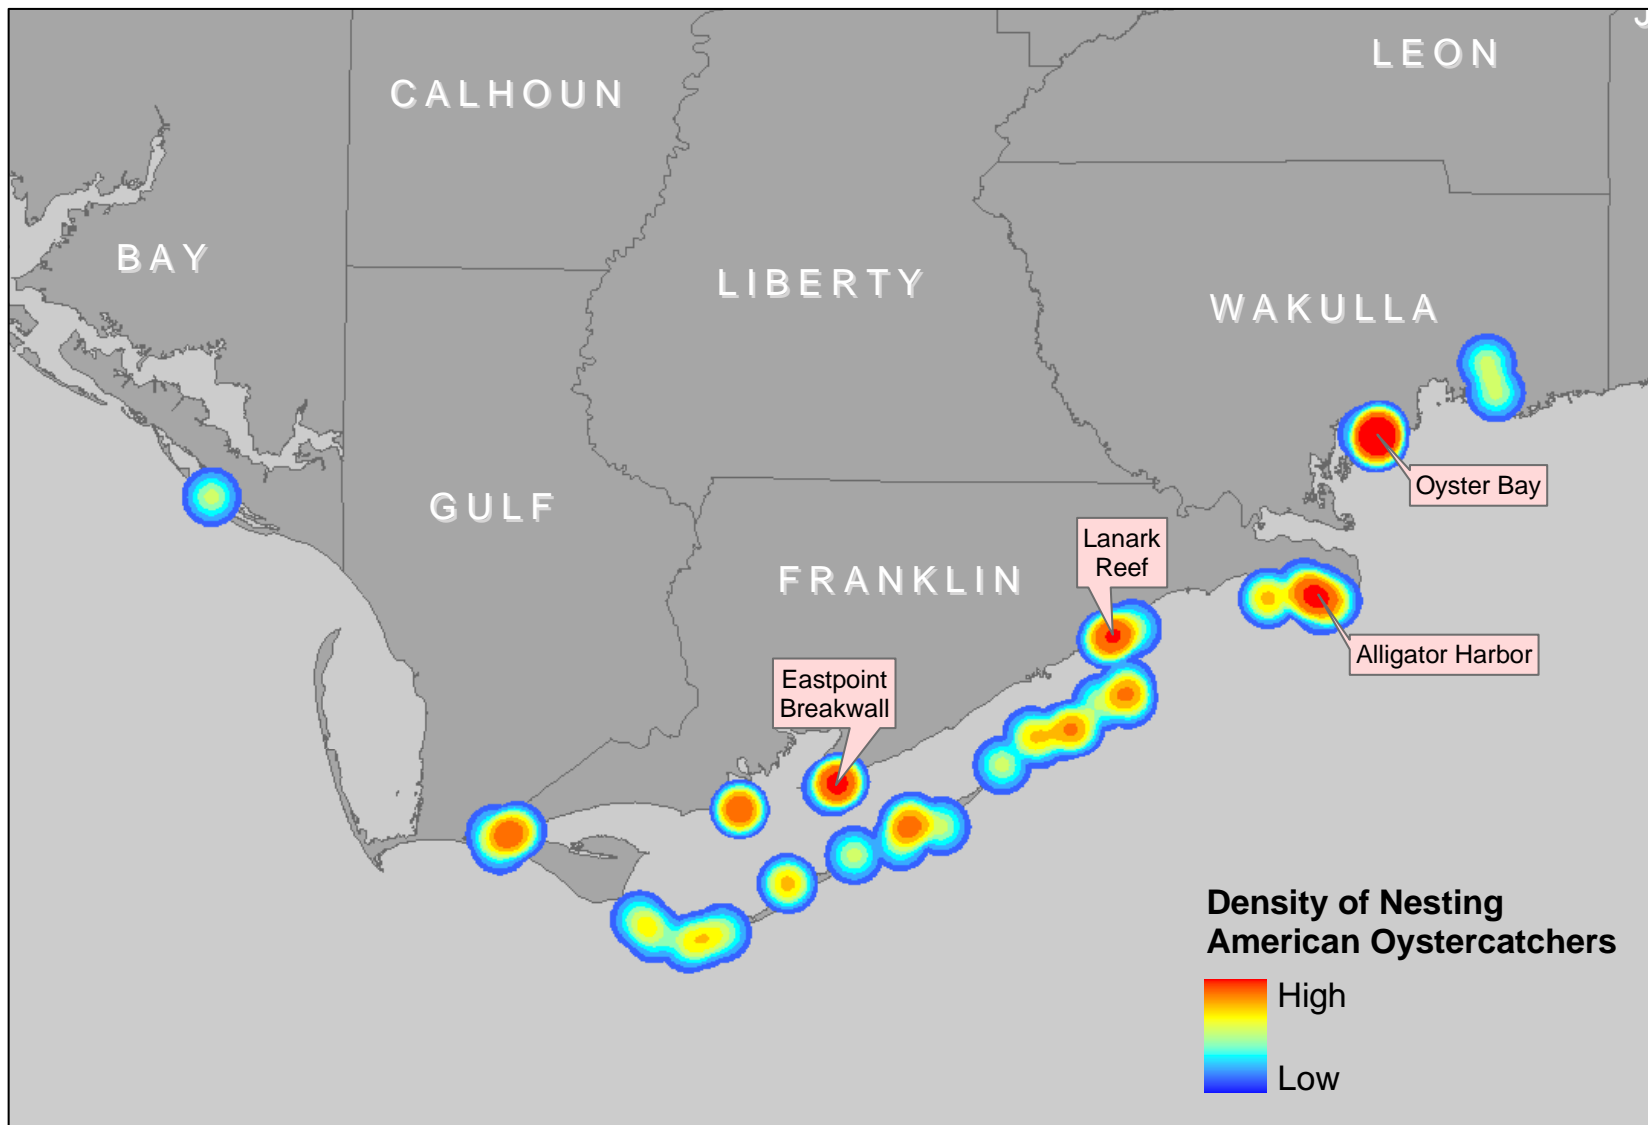 J
LEON
CALHOUN
BAY
LIBERTY
WAKULLA
Oyster Bay
GULF
Lanark
Reef
FRANKLIN
Alligator Harbor
Eastpoint
Breakwall
Density of Nesting
American Oystercatchers
High
Low